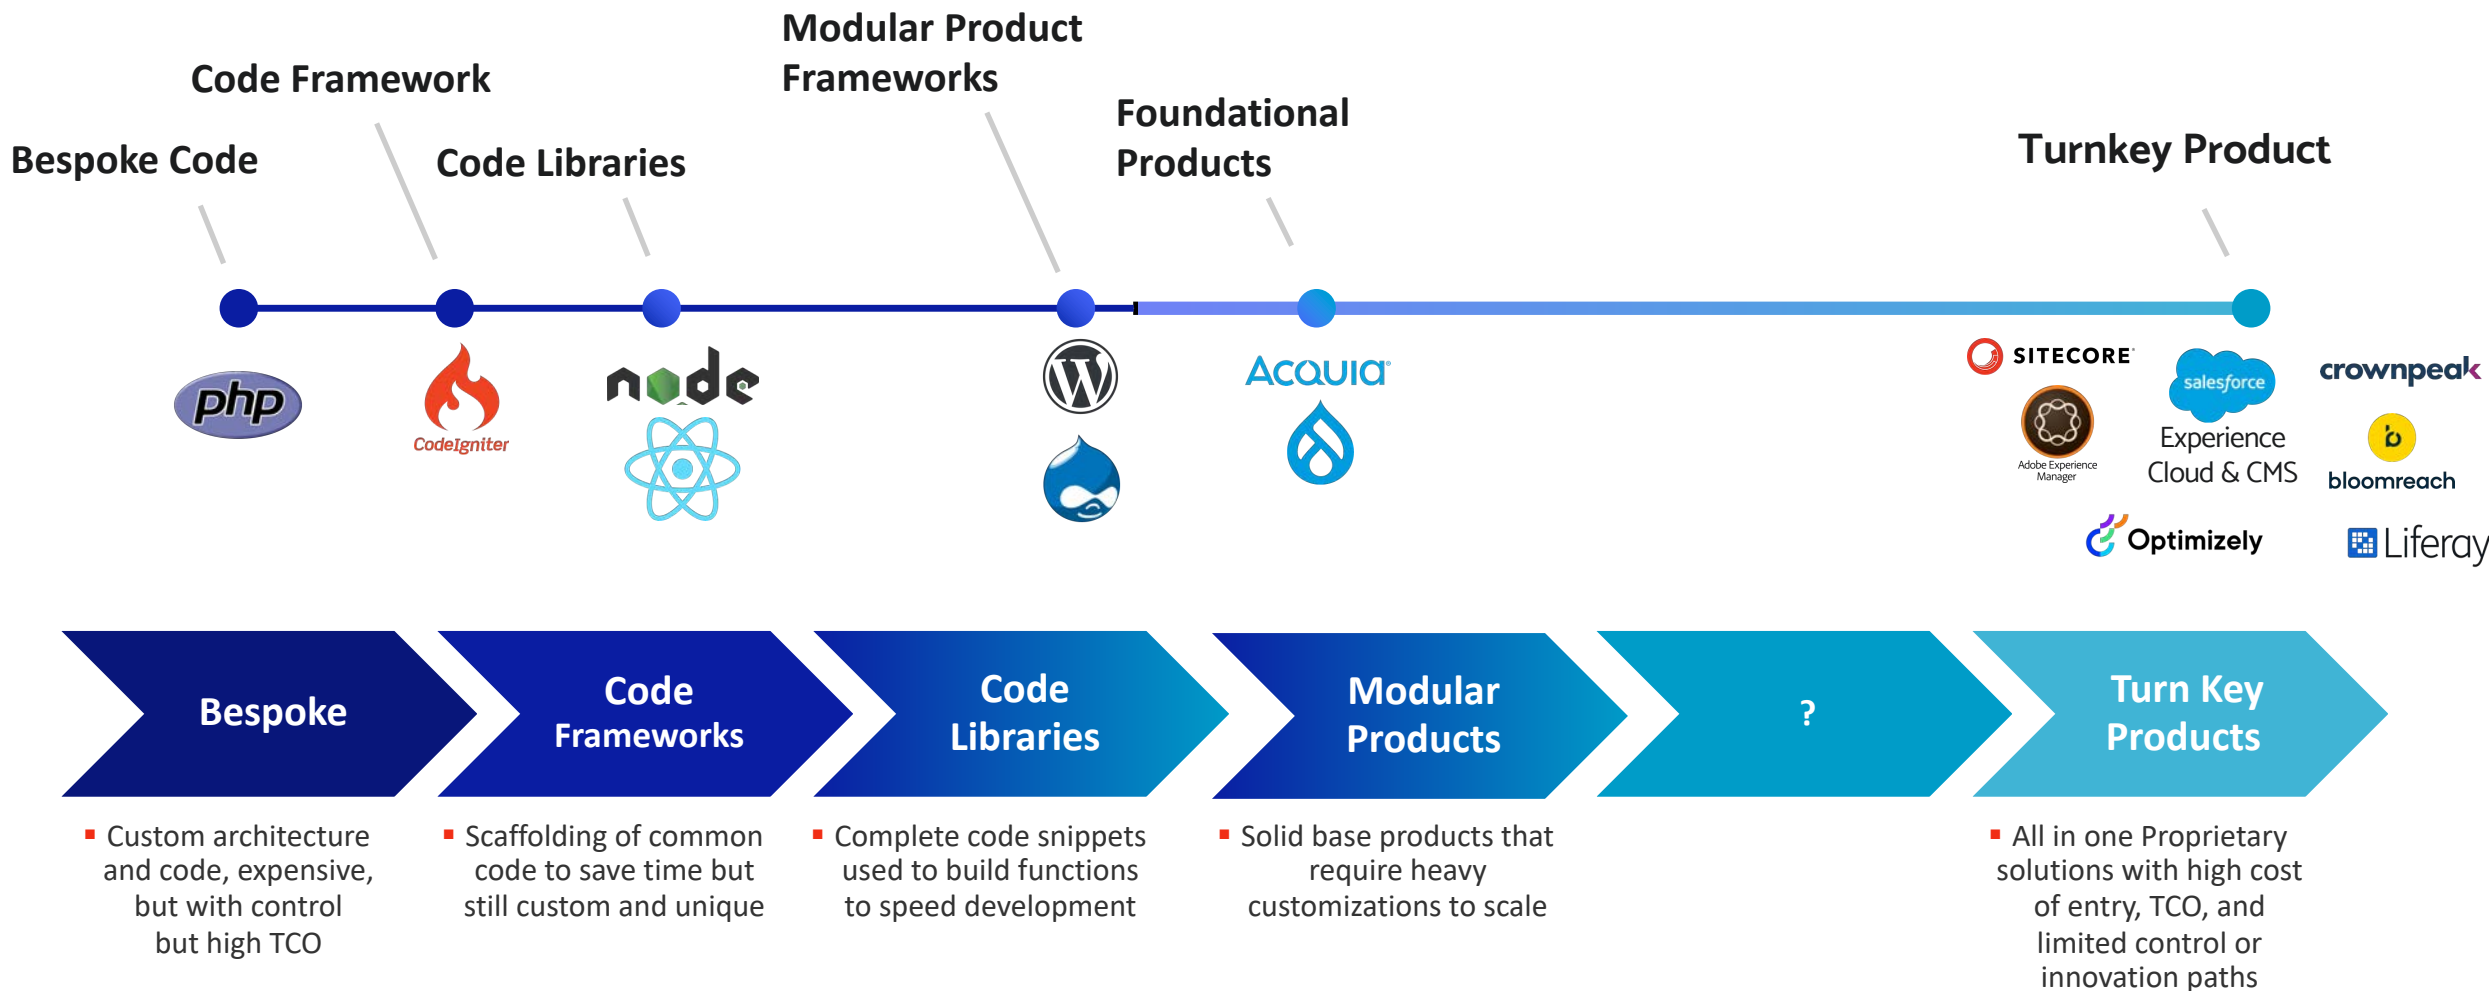 Modular Product
Frameworks
Code Framework
Foundational
Products
Bespoke Code
Code Libraries
Turnkey Product
php
CodeIgniter
node
W
ACQUIA®
SITECORE®
Adobe Experience
Manager
salesforce
Experience
Cloud & CMS
crownpeak
b
bloomreach
Optimizely
Liferay
Bespoke
Code
Frameworks
Code
Libraries
Modular
Products
?
Turn Key
Products
▪ Custom architecture
and code, expensive,
but with control
but high TCO
▪ Scaffolding of common
code to save time but
still custom and unique
▪ Complete code snippets
used to build functions
to speed development
▪ Solid base products that
require heavy
customizations to scale
▪ All in one Proprietary
solutions with high cost
of entry, TCO, and
limited control or
innovation paths